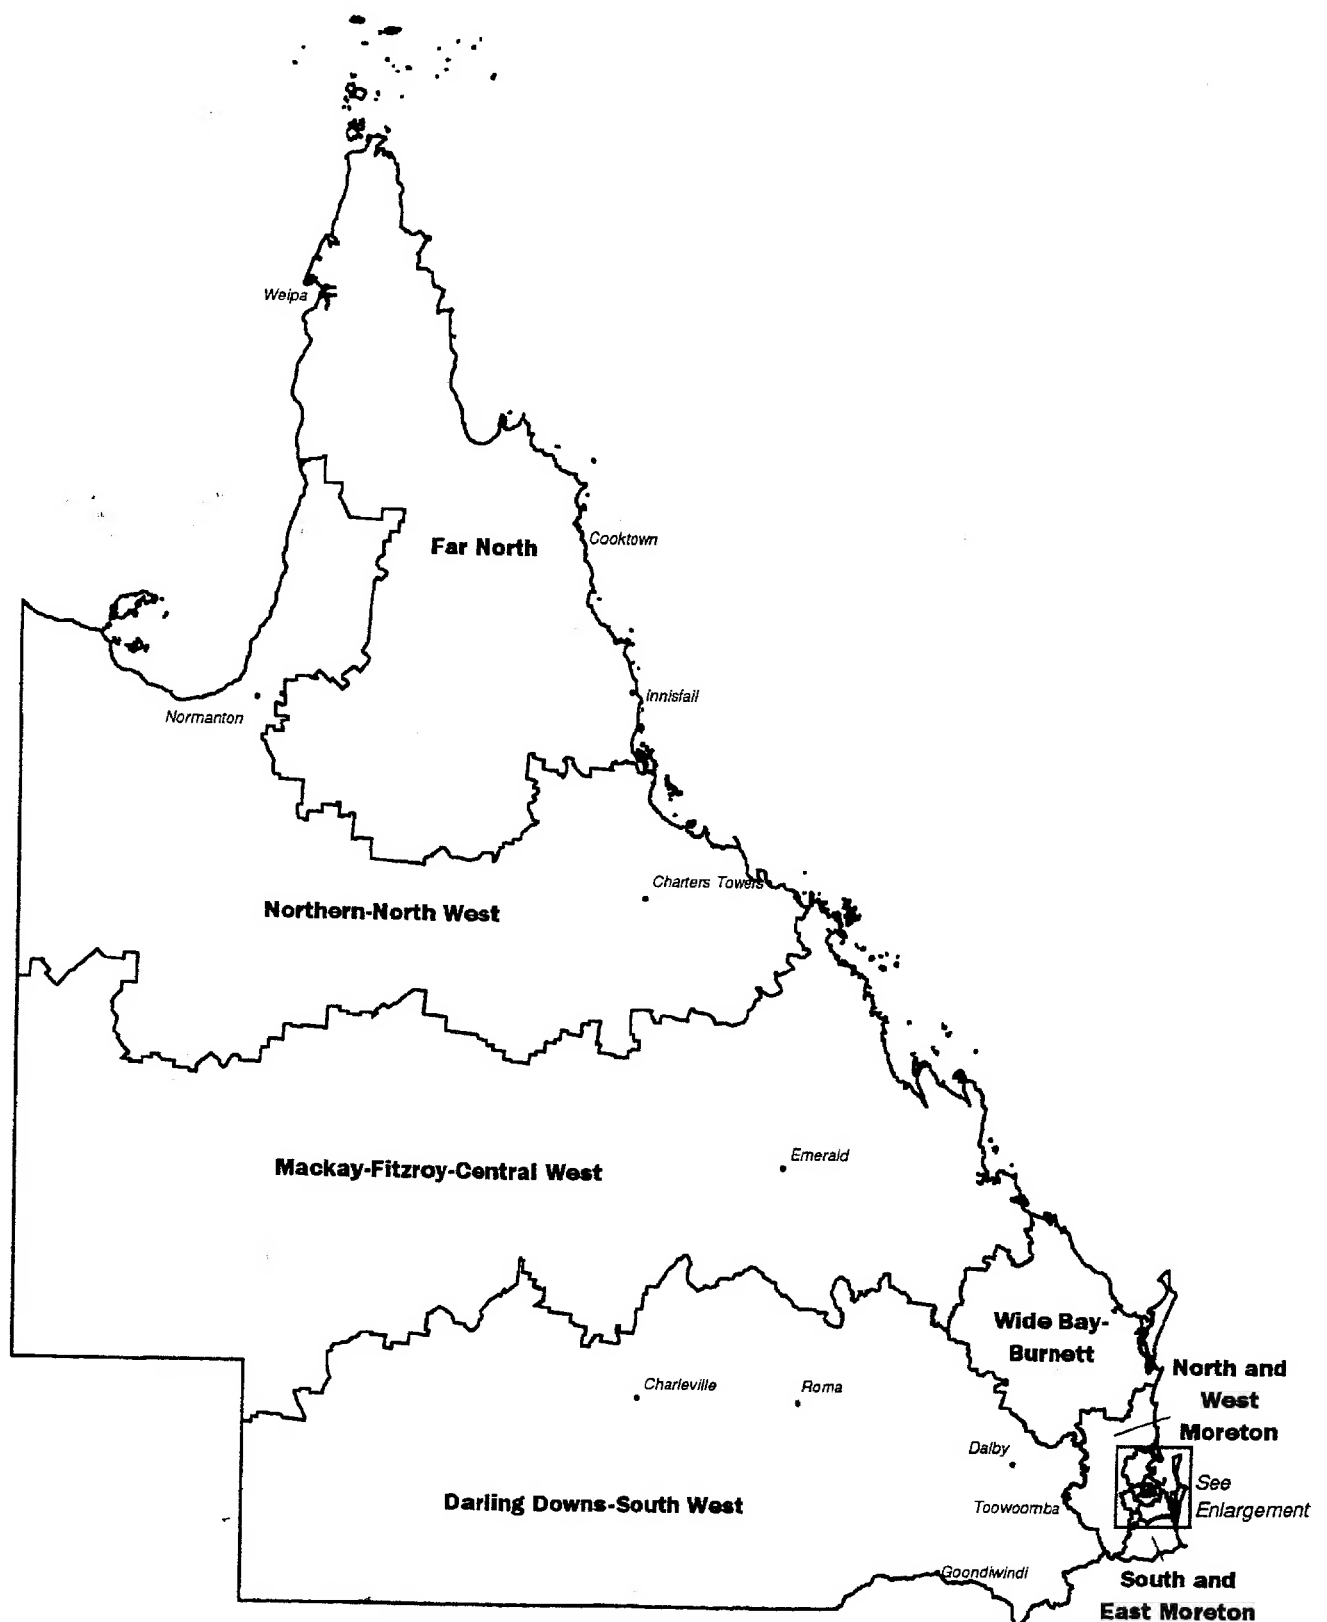 Weipa
Far North
Cooktown
Innisfail
Normanton
Charters Towers
Northern-North West
Emerald
Mackay-Fitzroy-Central West
Wide Bay-
Burnett
North and
West
Moreton
Charleville
Roma
Dalby
See
Enlargement
Darling Downs-South West
Toowoomba
Goondiwindi
South and
East Moreton